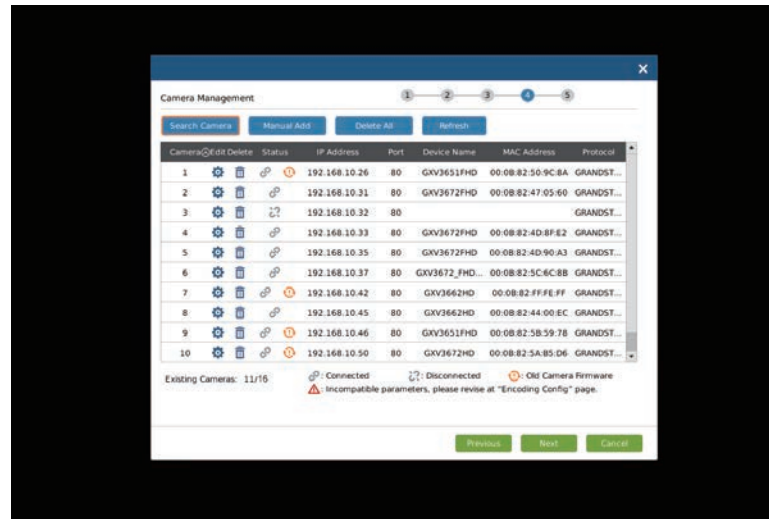 Camera Management 1 2 3 4 5
Search Camera Manual Add Delete All Refresh
Camera Edit Delete Status IP Address Port Device Name MAC Address Protocol
1 192.168.10.26 80 GXV3651FHD 00:0B:82:50:9C:8A GRANDST...
2 192.168.10.31 80 GXV3672FHD 00:0B:82:47:05:60 GRANDST...
3 192.168.10.32 80 GRANDST...
4 192.168.10.33 80 GXV3672FHD 00:0B:82:4D:8F:E2 GRANDST...
5 192.168.10.35 80 GXV3672FHD 00:0B:82:4D:90:A3 GRANDST...
6 192.168.10.37 80 GXV3672_FHD... 00:0B:82:5C:6C:8B GRANDST...
7 192.168.10.42 80 GXV3662HD 00:0B:82:FF:FE:FF GRANDST...
8 192.168.10.45 80 GXV3662HD 00:0B:82:44:00:EC GRANDST...
9 192.168.10.46 80 GXV3651FHD 00:0B:82:5B:59:78 GRANDST...
10 192.168.10.50 80 GXV3672HD 00:0B:82:5A:B5:D6 GRANDST...
Existing Cameras: 11/16 : Connected : Disconnected : Old Camera Firmware
: Incompatible parameters, please revise at "Encoding Config" page.
Previous Next Cancel